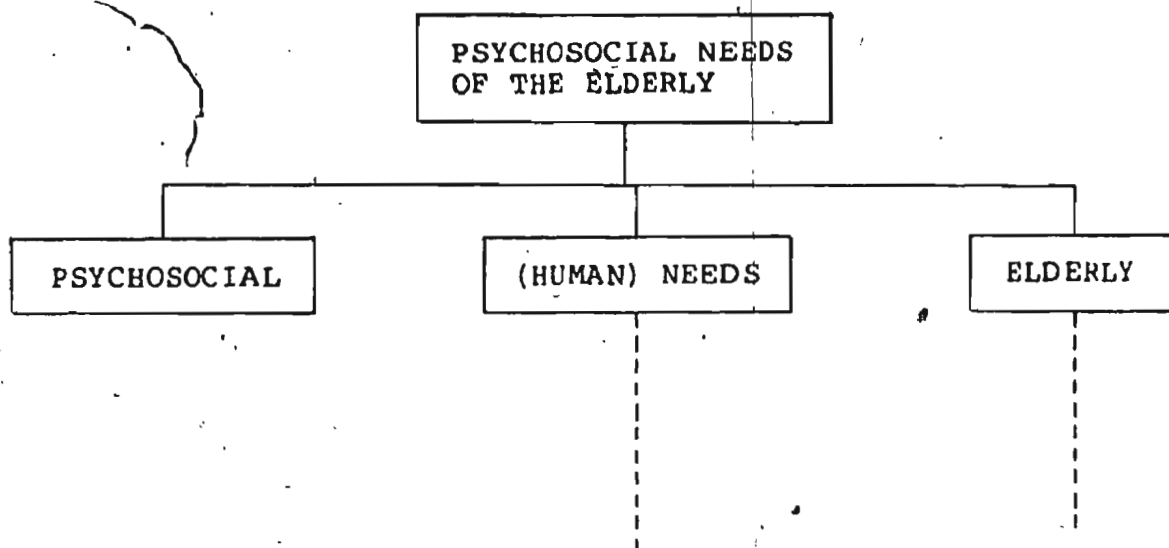 PSYCHOSOCIAL NEEDS
OF THE ELDERLY
PSYCHOSOCIAL
(HUMAN) NEEDS
ELDERLY